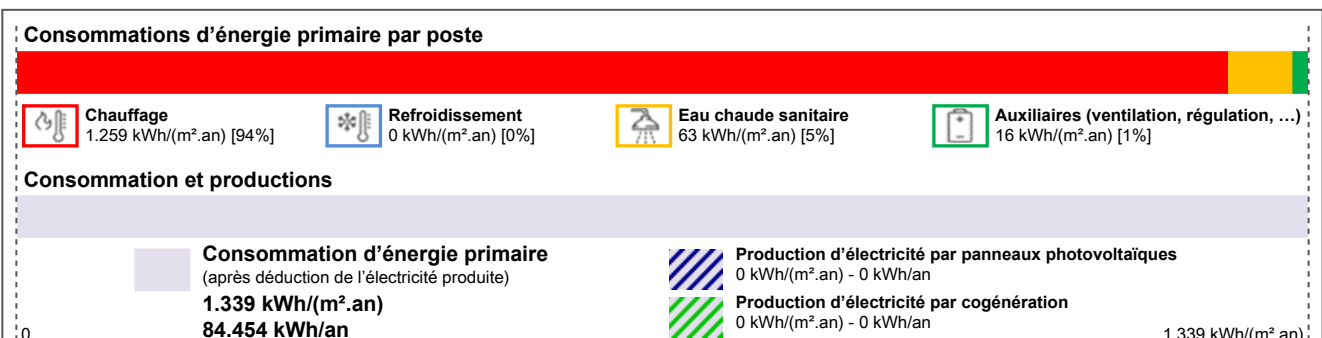 Consommations d’énergie primaire par poste
Chauffage
1.259 kWh/(m².an) [94%]
Refroidissement
0 kWh/(m².an) [0%]
Eau chaude sanitaire
63 kWh/(m².an) [5%]
Auxiliaires (ventilation, régulation, …)
16 kWh/(m².an) [1%]
Consommation et productions
Consommation d’énergie primaire
(après déduction de l’électricité produite)
1.339 kWh/(m².an)
84.454 kWh/an
Production d’électricité par panneaux photovoltaïques
0 kWh/(m².an) - 0 kWh/an
Production d’électricité par cogénération
0 kWh/(m².an) - 0 kWh/an
0
1.339 kWh/(m².an)